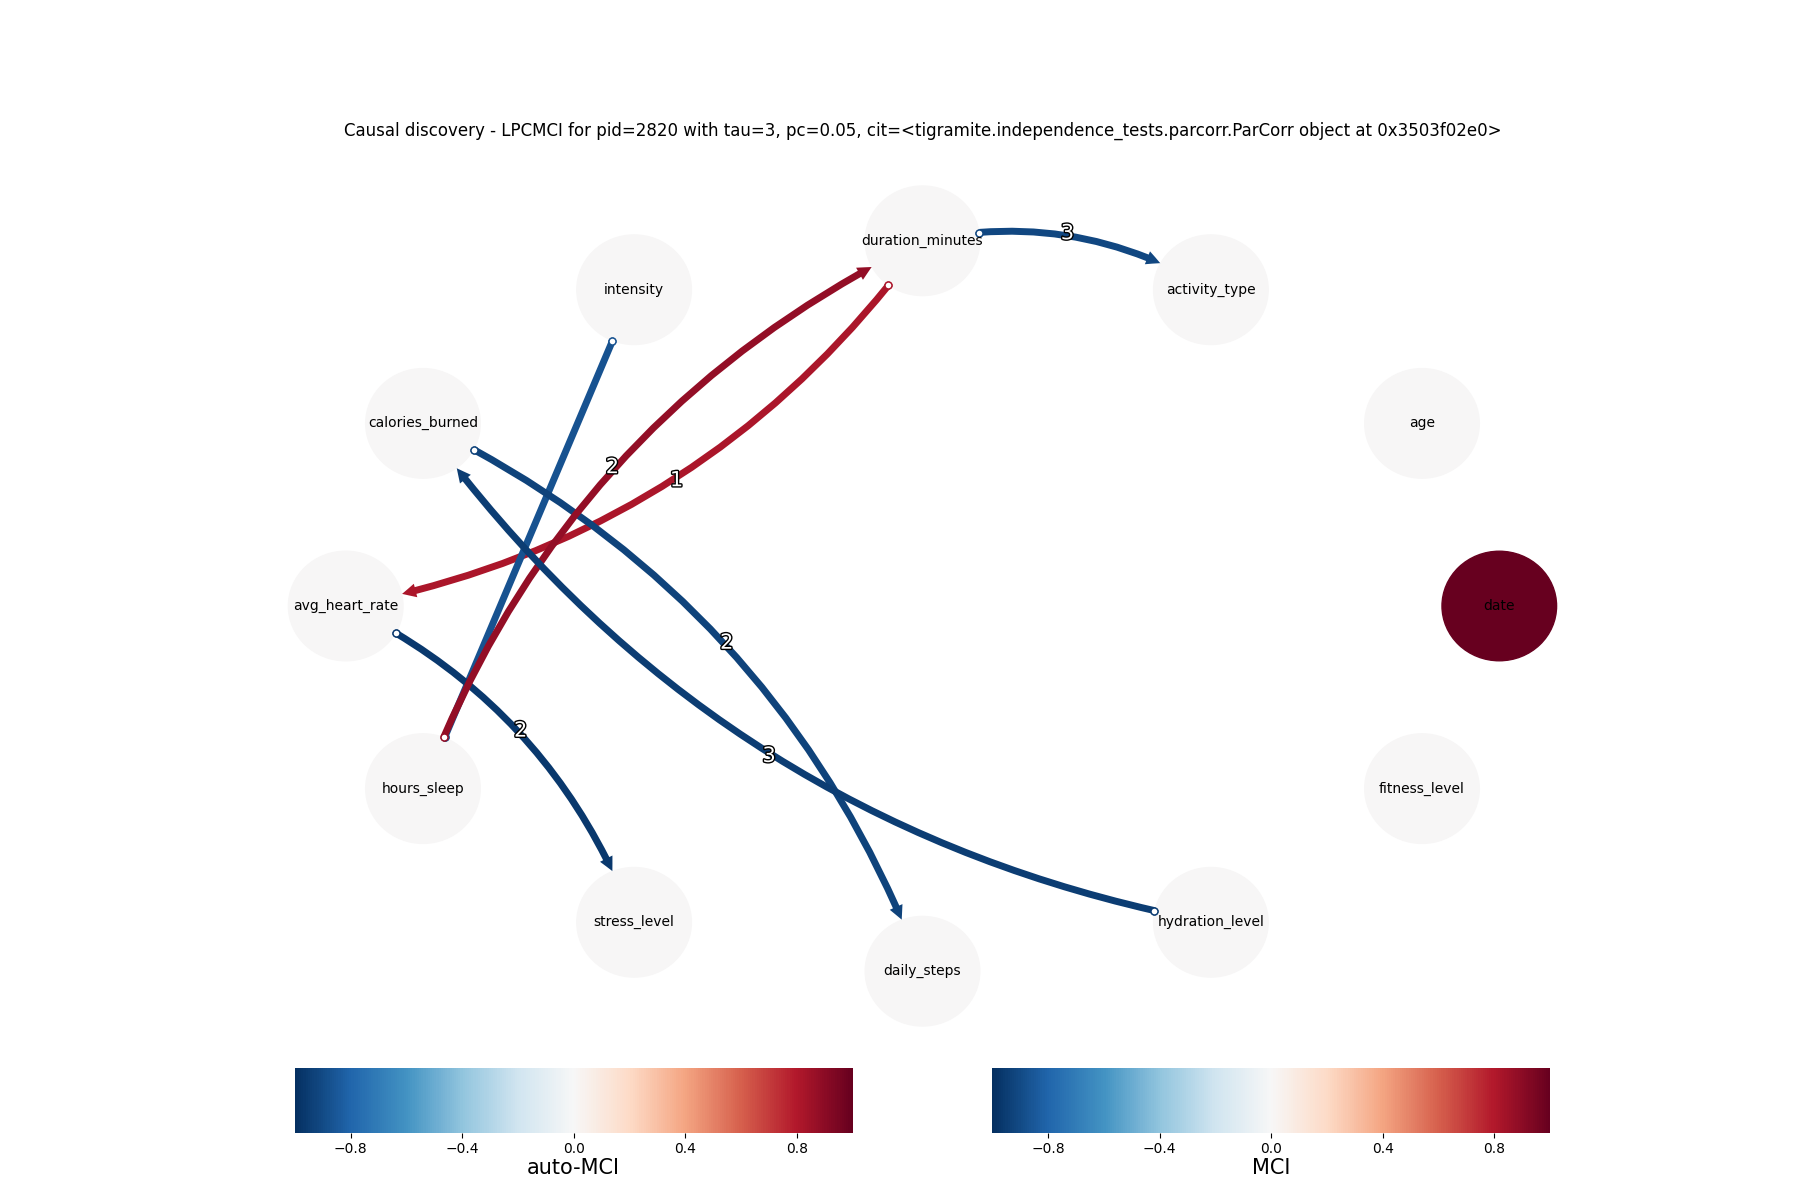 Causal discovery - LPCMCI for pid=2820 with tau=3, pc=0.05, cit=<tigramite.independence_tests.parcorr.ParCorr object at 0x3503f02e0>
duration_minutes
3
intensity
activity_type
calories_burned
age
2
1
avg_heart_rate
date
2
2
3
hours_sleep
fitness_level
stress_level
hydration_level
daily_steps
−0.8 −0.4 0.0 0.4 0.8
auto-MCI
−0.8 −0.4 0.0 0.4 0.8
MCI